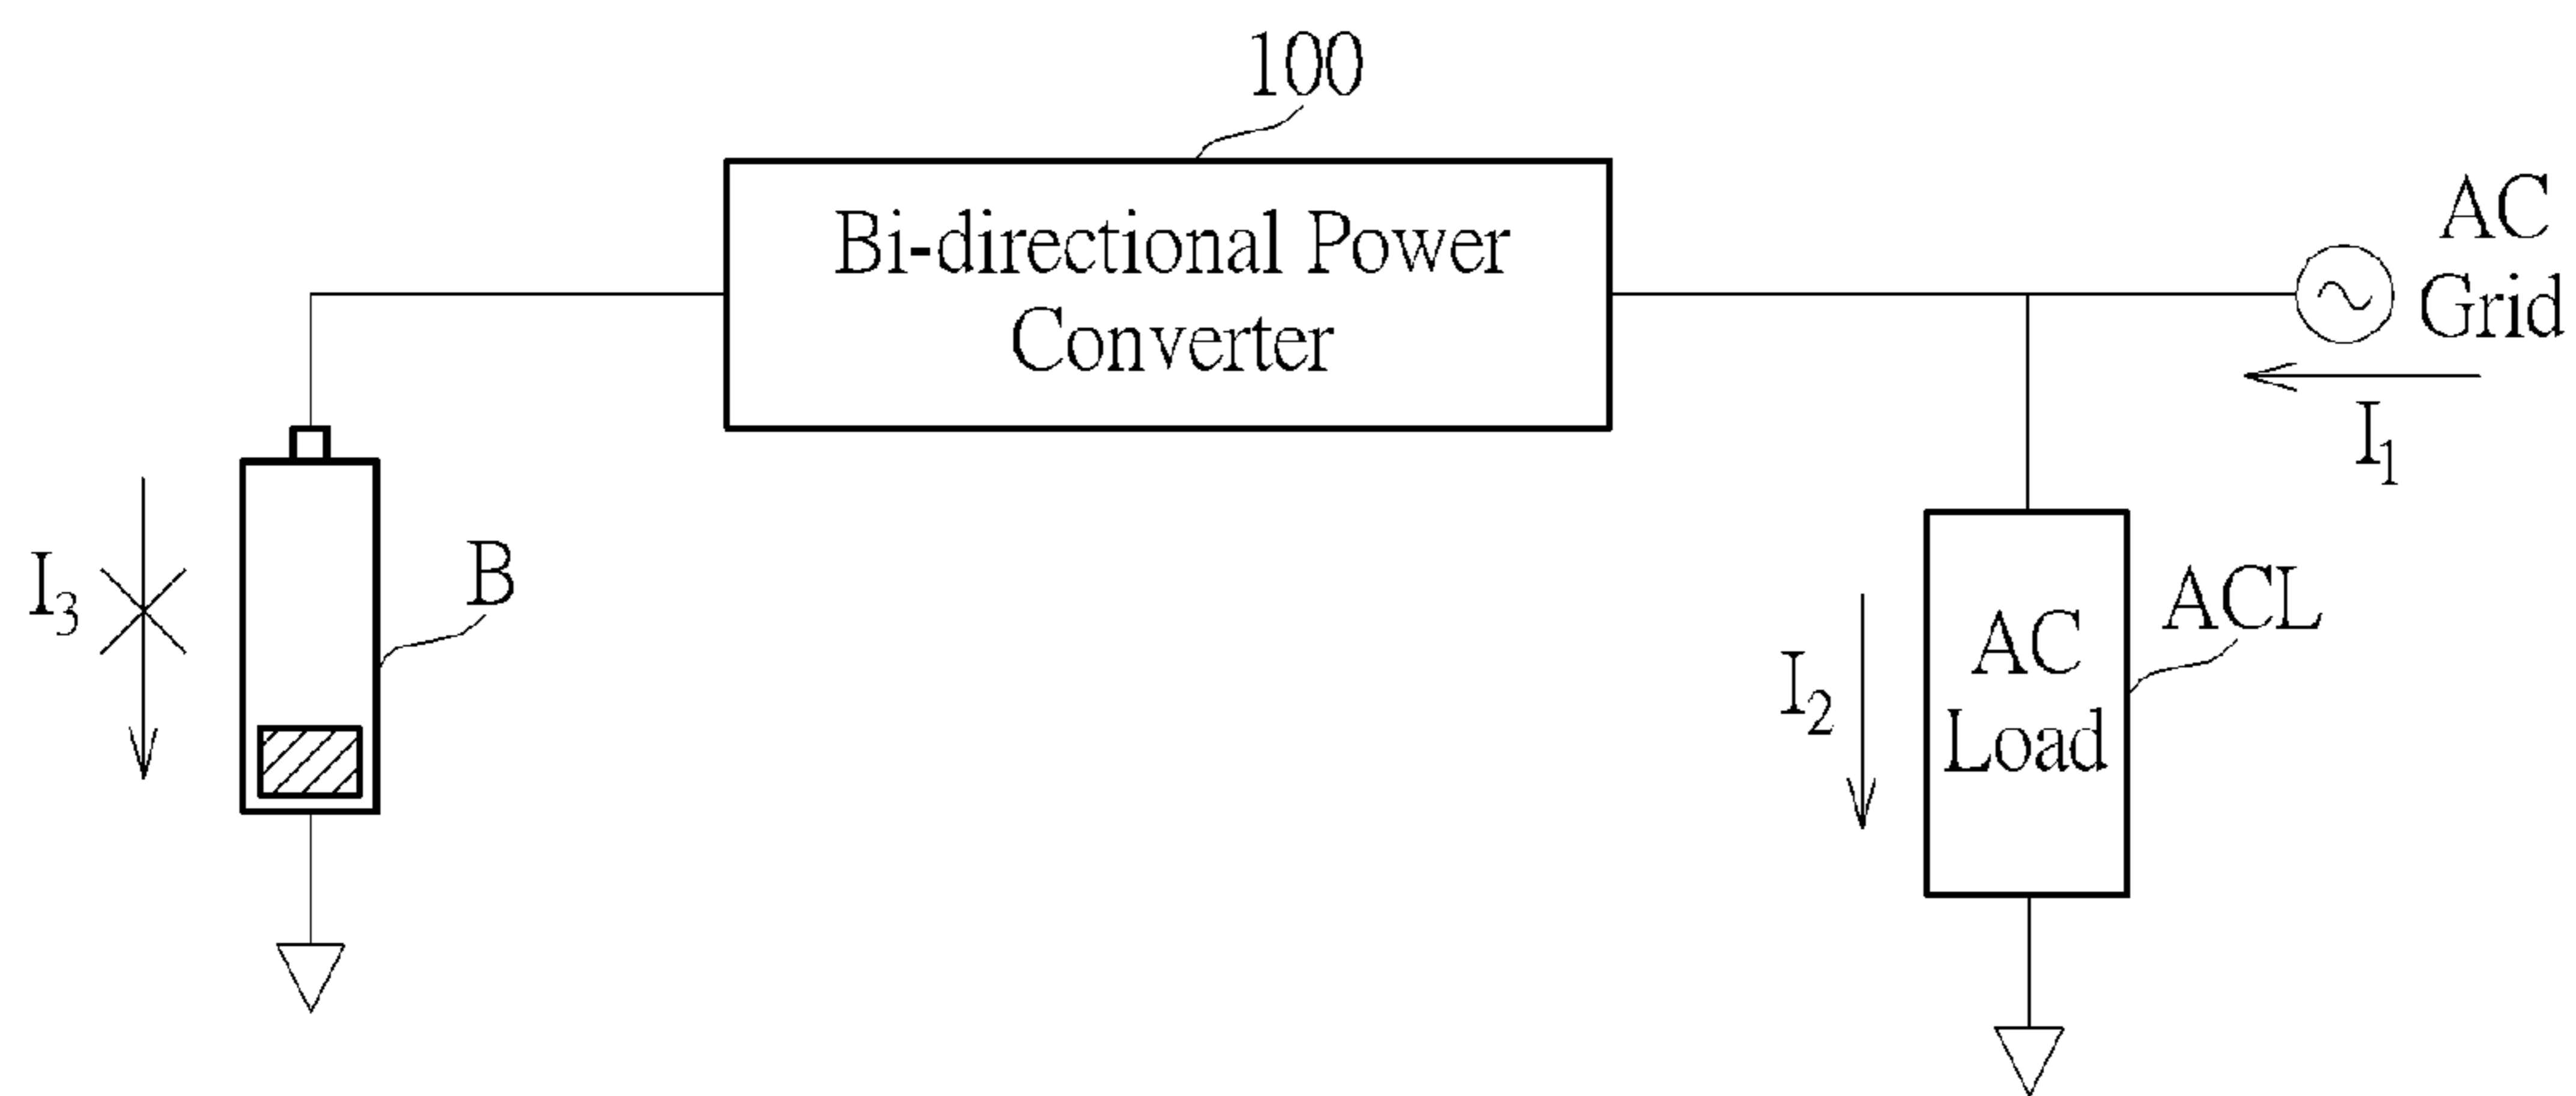 100
Bi-directional Power
Converter
AC
Grid
I1
I3
B
I2
AC
Load
ACL